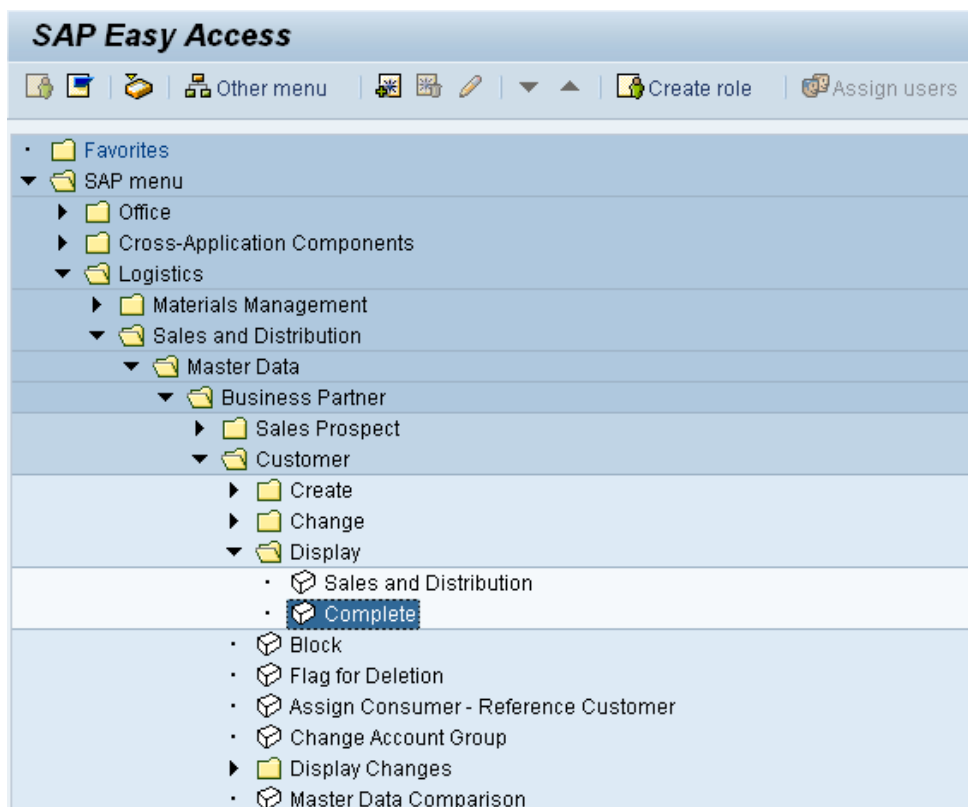 SAP Easy Access
Other menu Create role Assign users
Favorites
SAP menu
Office
Cross-Application Components
Logistics
Materials Management
Sales and Distribution
Master Data
Business Partner
Sales Prospect
Customer
Create
Change
Display
Sales and Distribution
Complete
Block
Flag for Deletion
Assign Consumer - Reference Customer
Change Account Group
Display Changes
Master Data Comparison